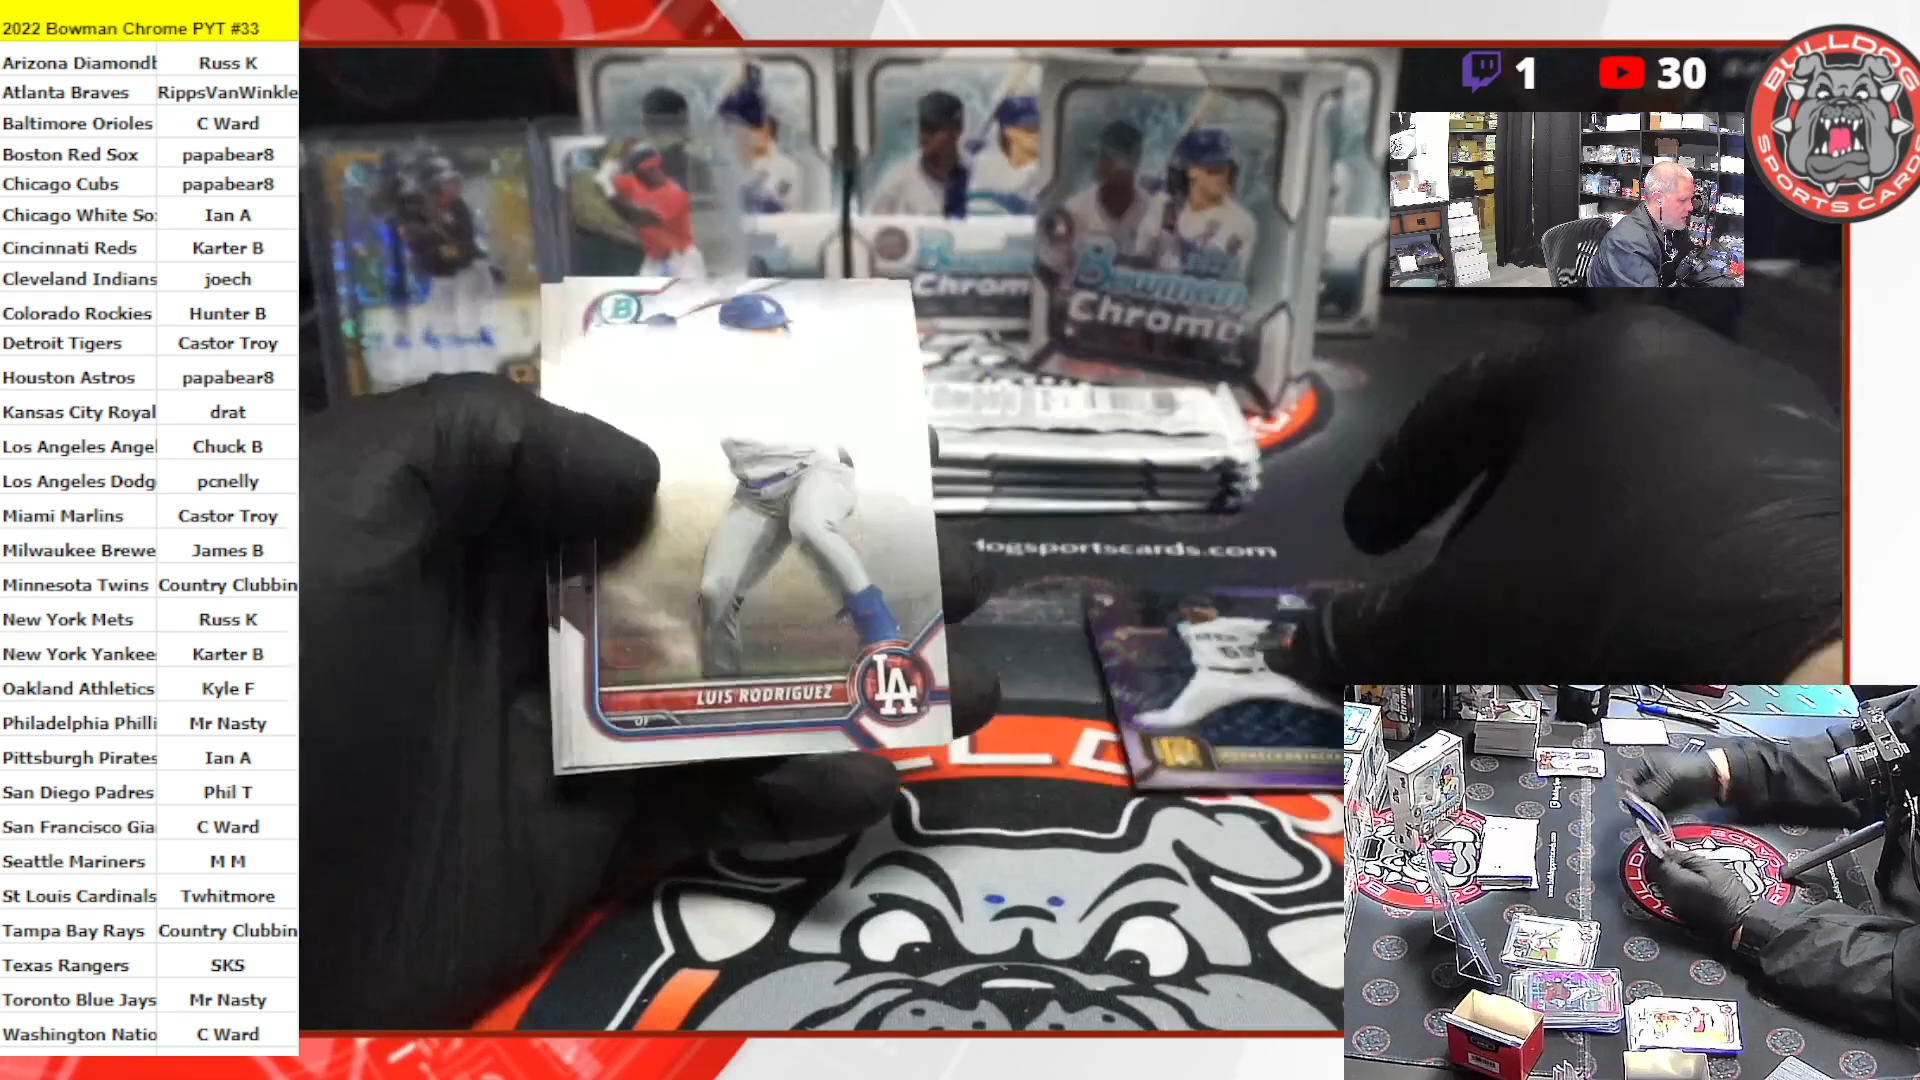 2022 Bowman Chrome PYT #33
Arizona Diamondb Russ K
Atlanta Braves RippsVanWinkle
Baltimore Orioles C Ward
Boston Red Sox papabear8
Chicago Cubs papabear8
Chicago White So Ian A
Cincinnati Reds Karter B
Cleveland Indians joech
Colorado Rockies Hunter B
Detroit Tigers Castor Troy
Houston Astros papabear8
Kansas City Royal drat
Los Angeles Angel Chuck B
Los Angeles Dodg pcnelly
Miami Marlins Castor Troy
Milwaukee Brewe James B
Minnesota Twins Country Clubbin
New York Mets Russ K
New York Yankee Karter B
Oakland Athletics Kyle F
Philadelphia Philli Mr Nasty
Pittsburgh Pirates Ian A
San Diego Padres Phil T
San Francisco Gia C Ward
Seattle Mariners M M
St Louis Cardinals Twhitmore
Tampa Bay Rays Country Clubbin
Texas Rangers SKS
Toronto Blue Jays Mr Nasty
Washington Natio C Ward
1
30
BULLDOG
SPORTS CARDS
Bowman
Chrome
Chrom
B
LUIS RODRIGUEZ
OF
LA
dogsportscards.com